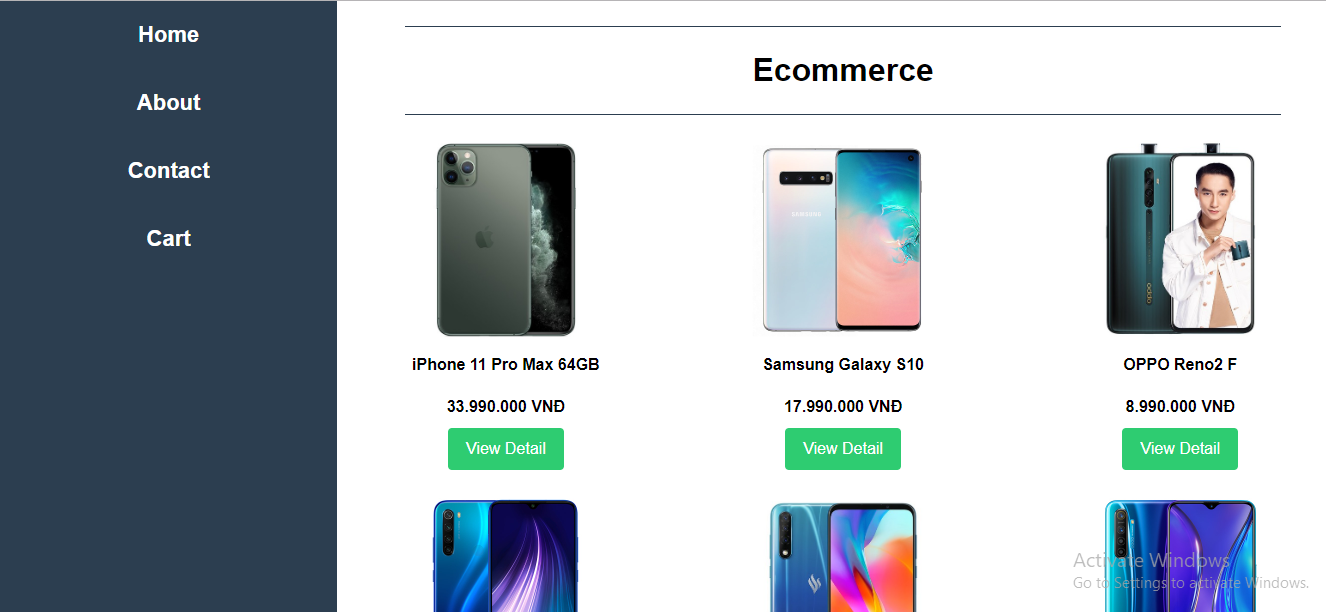 Home
About
Contact
Cart
Ecommerce
SAMSUNG
oppo
iPhone 11 Pro Max 64GB
Samsung Galaxy S10
OPPO Reno2 F
33.990.000 VNĐ
17.990.000 VNĐ
8.990.000 VNĐ
View Detail
View Detail
View Detail
Activate Windows
Go to Settings to activate Windows.